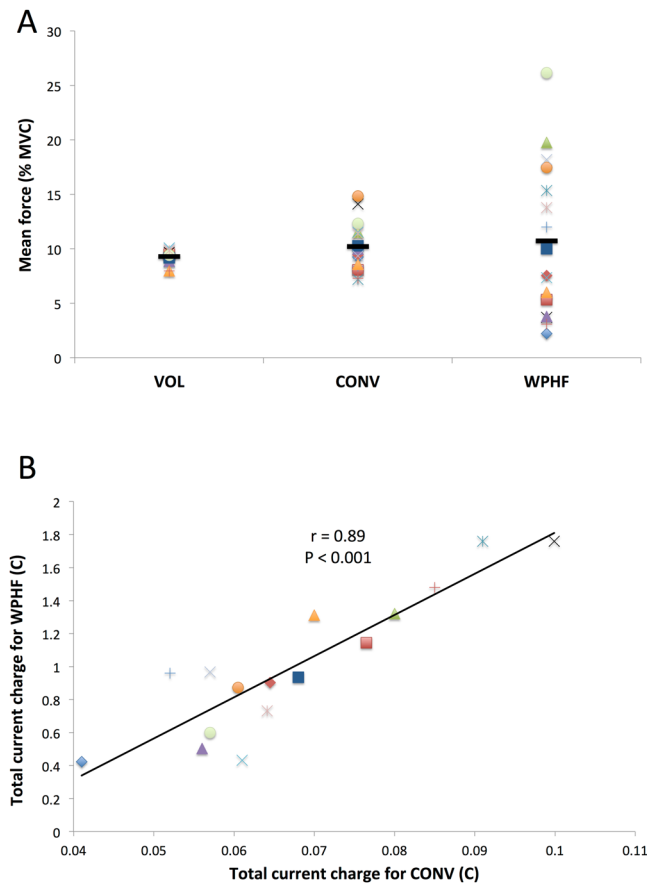 A
Mean force (% MVC)
30
25
20
15
10
5
0
VOL CONV WPHF
B
Total current charge for WPHF (C)
2
1.8
1.6
1.4
1.2
1
0.8
0.6
0.4
0.2
0
r = 0.89
P < 0.001
0.04 0.05 0.06 0.07 0.08 0.09 0.1 0.11
Total current charge for CONV (C)